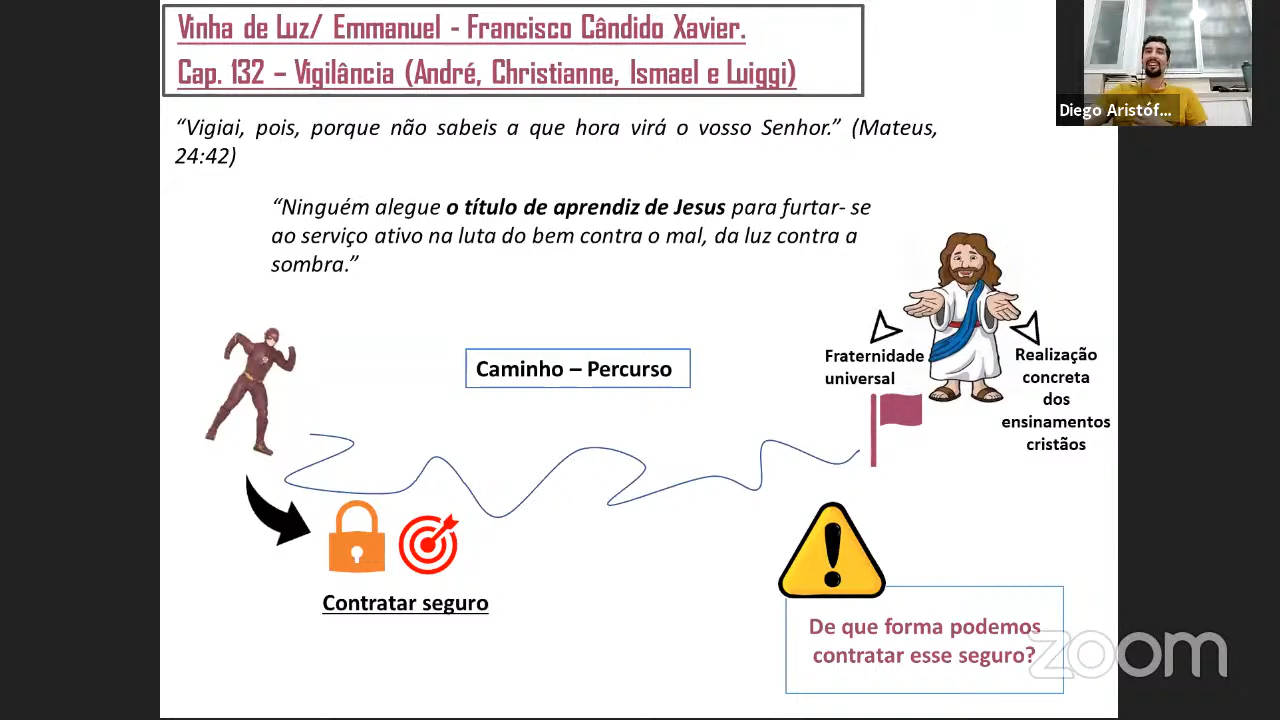 Vinha de Luz/ Emmanuel - Francisco Cândido Xavier.
Cap. 132 – Vigilância (André, Christianne, Ismael e Luiggi)
Diego Aristóf...
“Vigiai, pois, porque não sabeis a que hora virá o vosso Senhor.” (Mateus,
24:42)
“Ninguém alegue o título de aprendiz de Jesus para furtar- se
ao serviço ativo na luta do bem contra o mal, da luz contra a
sombra.”
Caminho – Percurso
Fraternidade
universal
Realização
concreta
dos
ensinamentos
cristãos
Contratar seguro
De que forma podemos
contratar esse seguro?
zoom